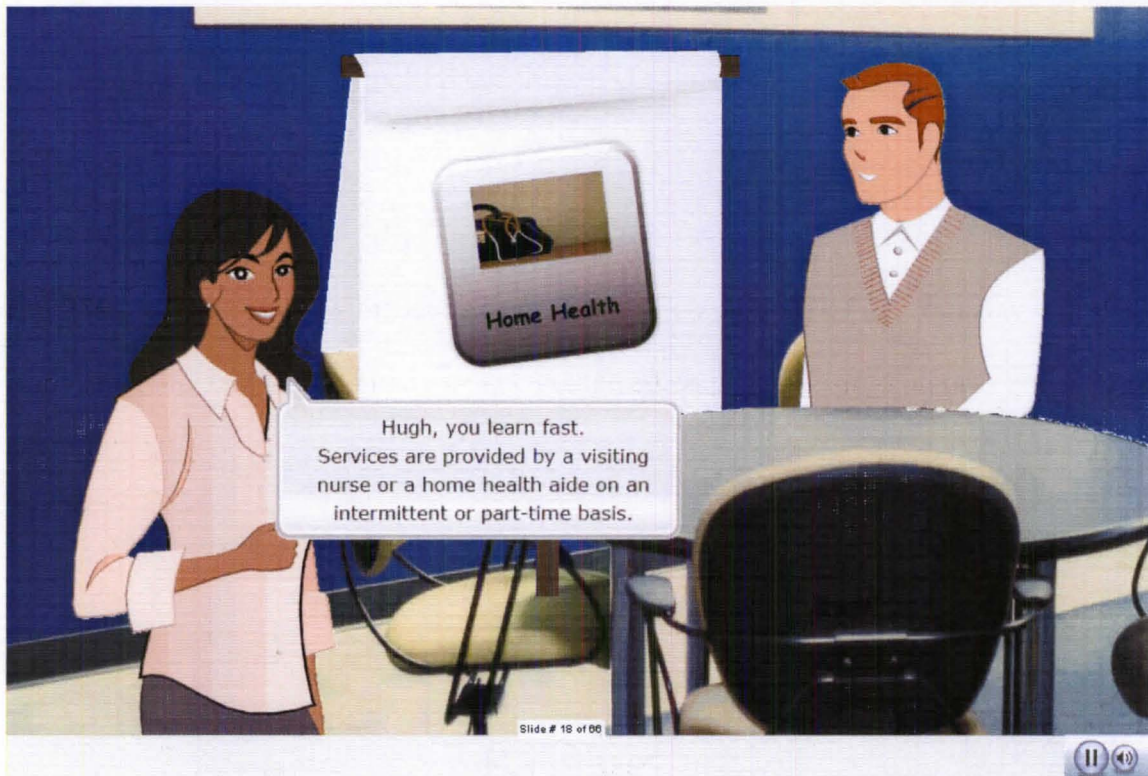 Home Health
Hugh, you learn fast.
Services are provided by a visiting
nurse or a home health aide on an
intermittent or part-time basis.
Slide # 18 of 66